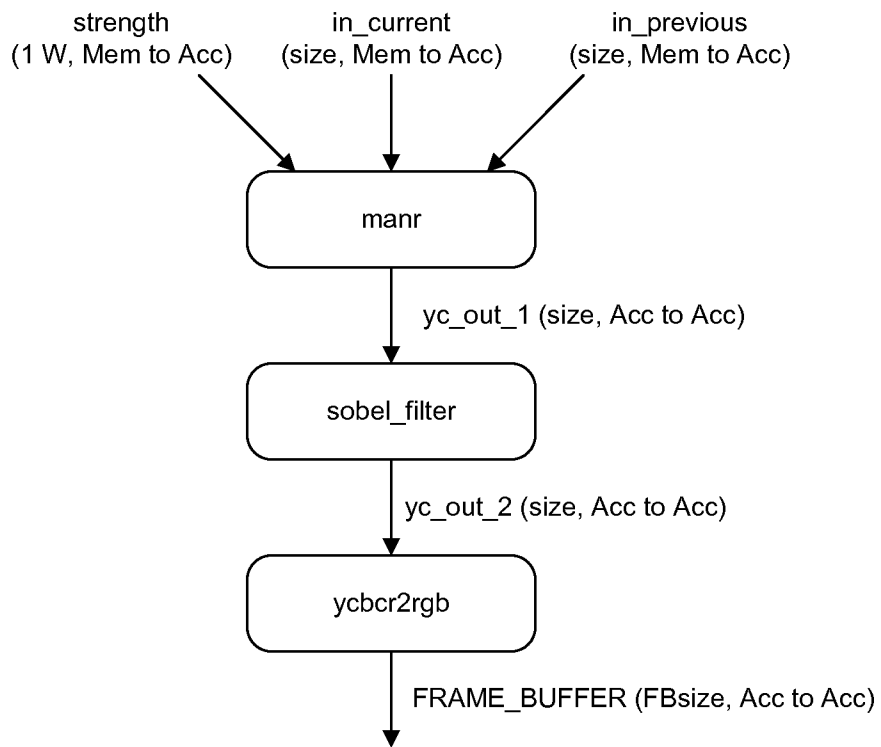 strength
(1 W, Mem to Acc)
in_current
(size, Mem to Acc)
in_previous
(size, Mem to Acc)
manr
yc_out_1 (size, Acc to Acc)
sobel_filter
yc_out_2 (size, Acc to Acc)
ycbcr2rgb
FRAME_BUFFER (FBsize, Acc to Acc)